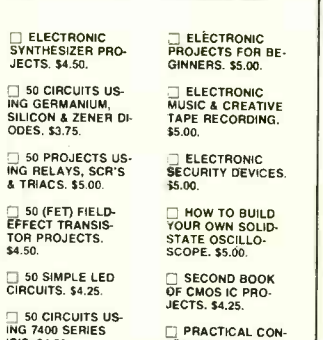 ELECTRONIC
SYNTHESIZER PRO-
JECTS. $4.50.
50 CIRCUITS US-
ING GERMANIUM,
SILICON & ZENER DI-
ODES. $3.75.
50 PROJECTS US-
ING RELAYS, SCR'S
& TRIACS. $5.00.
50 (FET) FIELD-
EFFECT TRANSIS-
TOR PROJECTS.
$4.50.
50 SIMPLE LED
CIRCUITS. $4.25.
50 CIRCUITS US-
ING 7400 SERIES
ELECTRONIC
PROJECTS FOR BE-
GINNERS. $5.00.
ELECTRONIC
MUSIC & CREATIVE
TAPE RECORDING.
$5.00.
ELECTRONIC
SECURITY DEVICES.
$5.00.
HOW TO BUILD
YOUR OWN SOLID-
STATE OSCILLO-
SCOPE. $5.00.
SECOND BOOK
OF CMOS IC PRO-
JECTS. $4.25.
PRACTICAL CON-